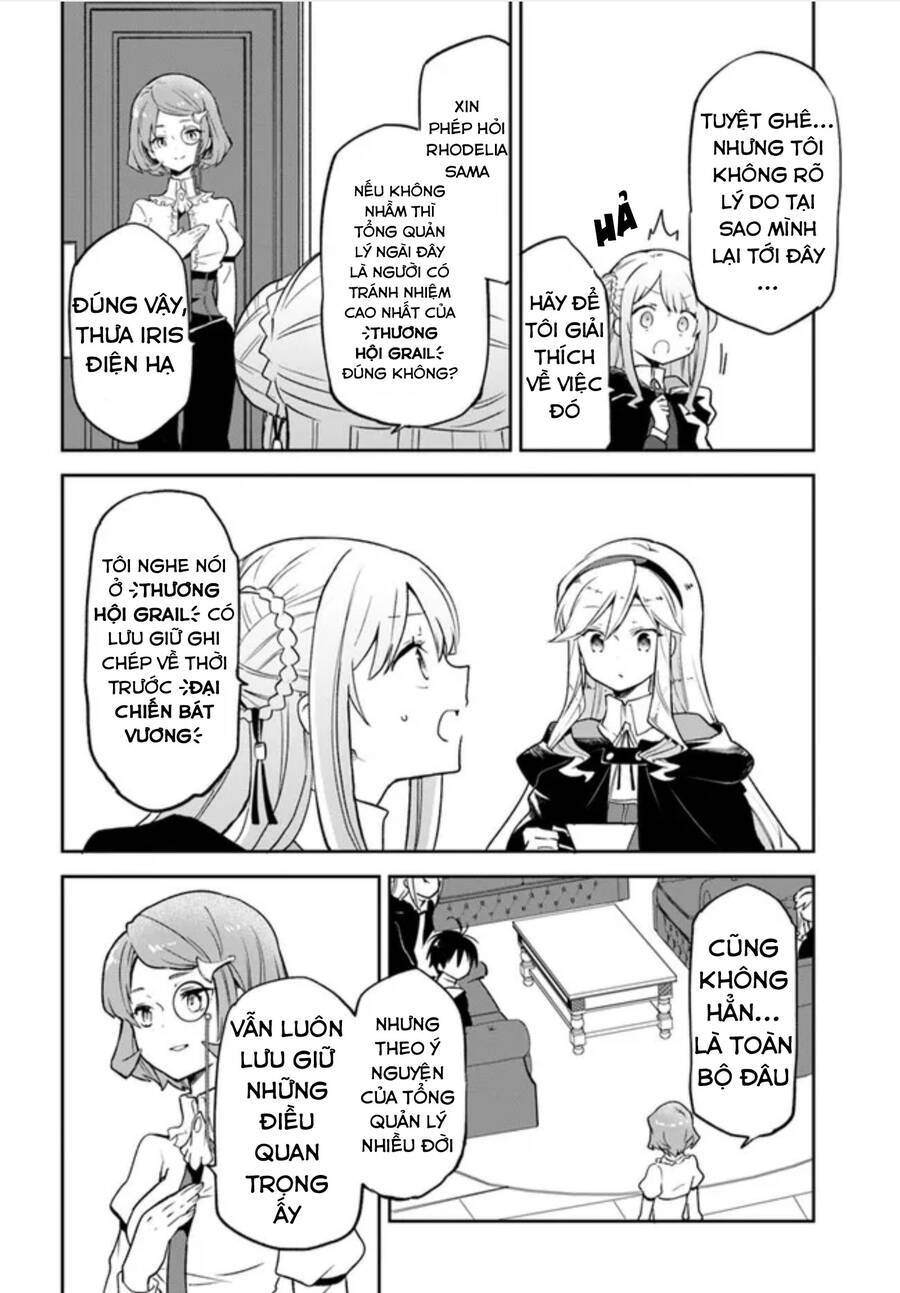 TUYỆT GHÊ...
NHƯNG TÔI
KHÔNG RÕ
LÝ DO TẠI
SAO MÌNH
LẠI TỚI ĐÂY
...
HẢ
HÃY ĐỂ
TÔI GIẢI
THÍCH
VỀ VIỆC
ĐÓ
XIN
PHÉP HỎI
RHODELIA
SAMA
NẾU KHÔNG
NHẦM THÌ
TỔNG QUẢN
LÝ NGÀI ĐÂY
LÀ NGƯỜI CÓ
TRÁNH NHIỆM
CAO NHẤT CỦA
THƯƠNG
HỘI GRAIL
ĐÚNG KHÔNG?
ĐÚNG VẬY,
THƯA IRIS
ĐIỆN HẠ
TÔI NGHE NÓI
Ở THƯƠNG
HỘI GRAIL CÓ
LƯU GIỮ GHI
CHÉP VỀ THỜI
TRƯỚC ĐẠI
CHIẾN BÁT
VƯƠNG
CŨNG
KHÔNG
HẲN...
LÀ TOÀN
BỘ ĐÂU
NHƯNG
THEO Ý
NGUYỆN
CỦA TỔNG
QUẢN LÝ
NHIỀU ĐỜI
VẪN LUÔN
LƯU GIỮ
NHỮNG
ĐIỀU
QUAN
TRỌNG
ẤY